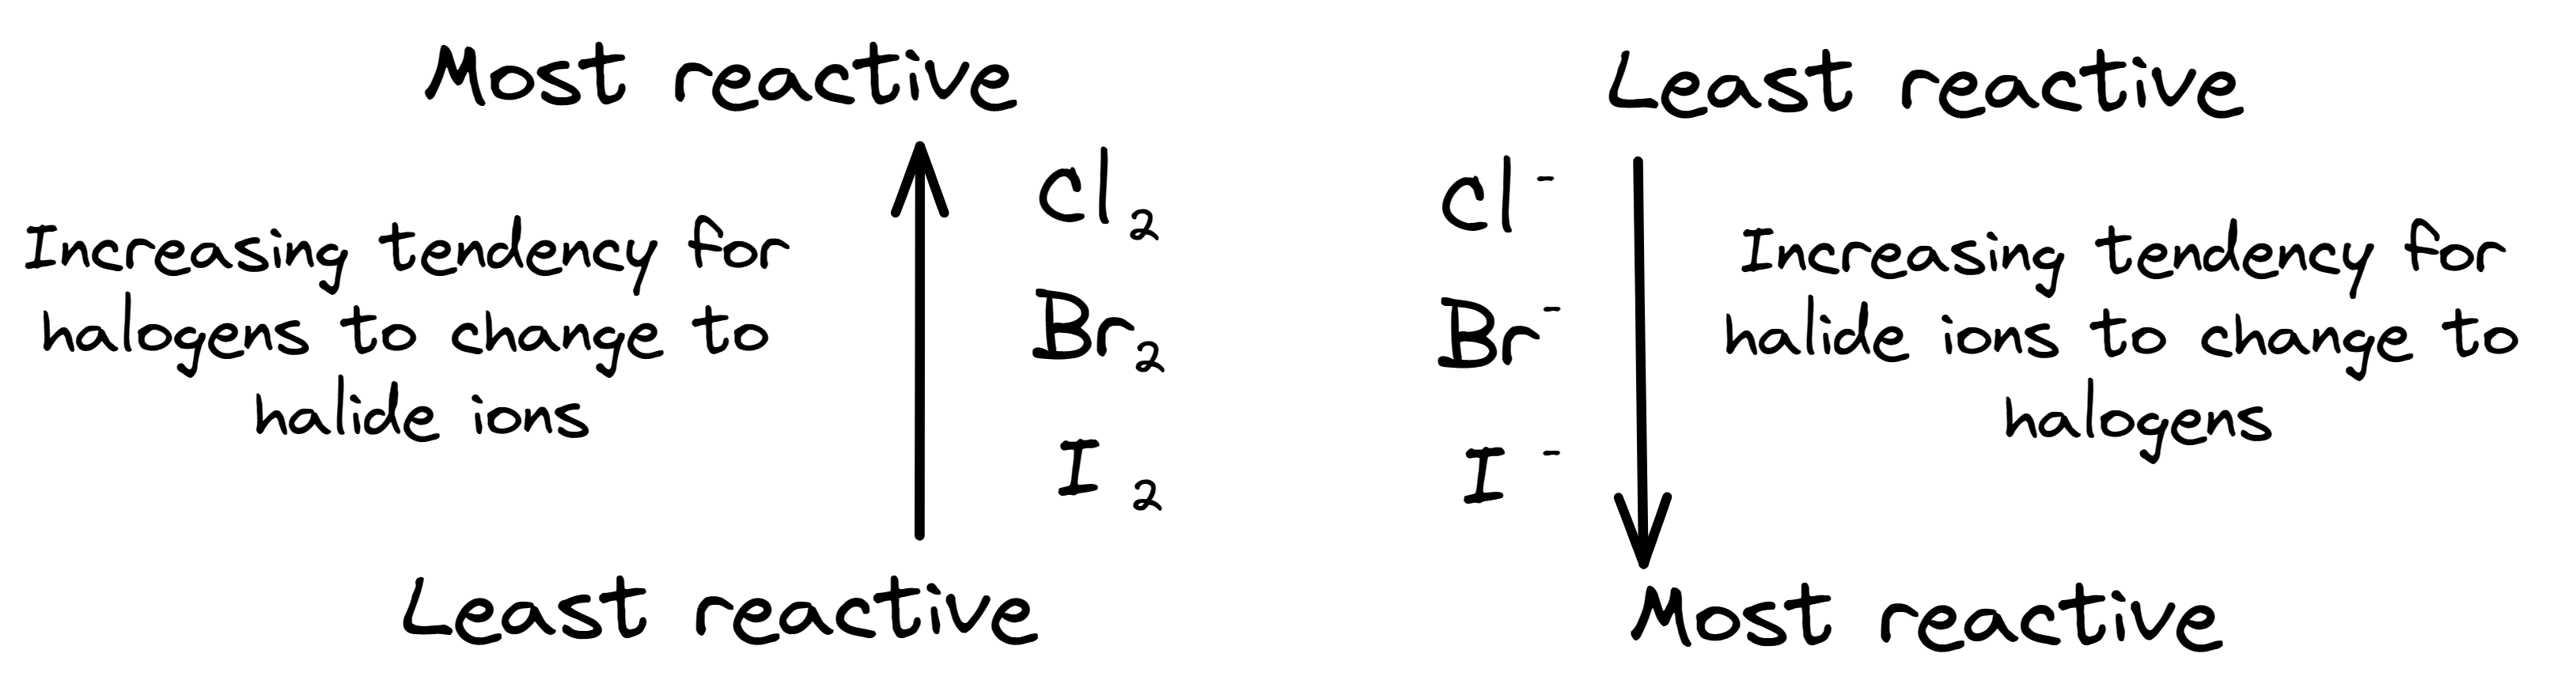 Most reactive
Increasing tendency for
halogens to change to
halide ions
Cl₂
Br₂
I₂
Least reactive
Least reactive
Cl⁻
Br⁻
I⁻
Increasing tendency for
halide ions to change to
halogens
Most reactive